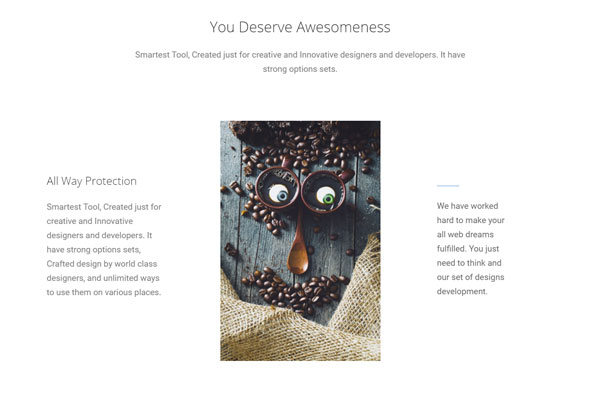 You Deserve Awesomeness
Smartest Tool, Created just for creative and Innovative designers and developers. It have
strong options sets.
All Way Protection
Smartest Tool, Created just for
creative and Innovative
designers and developers. It
have strong options sets,
Crafted design by world class
designers, and unlimited ways
to use them on various places.
We have worked
hard to make your
all web dreams
fulfilled. You just
need to think and
our set of designs
development.